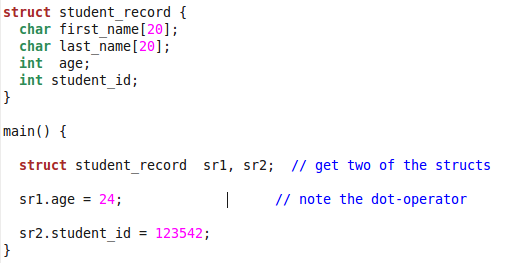 struct student_record {
  char first_name[20];
  char last_name[20];
  int  age;
  int student_id;
}
main() {
  struct student_record  sr1, sr2;  // get two of the structs
  sr1.age = 24;                   // note the dot-operator
  sr2.student_id = 123542;
}